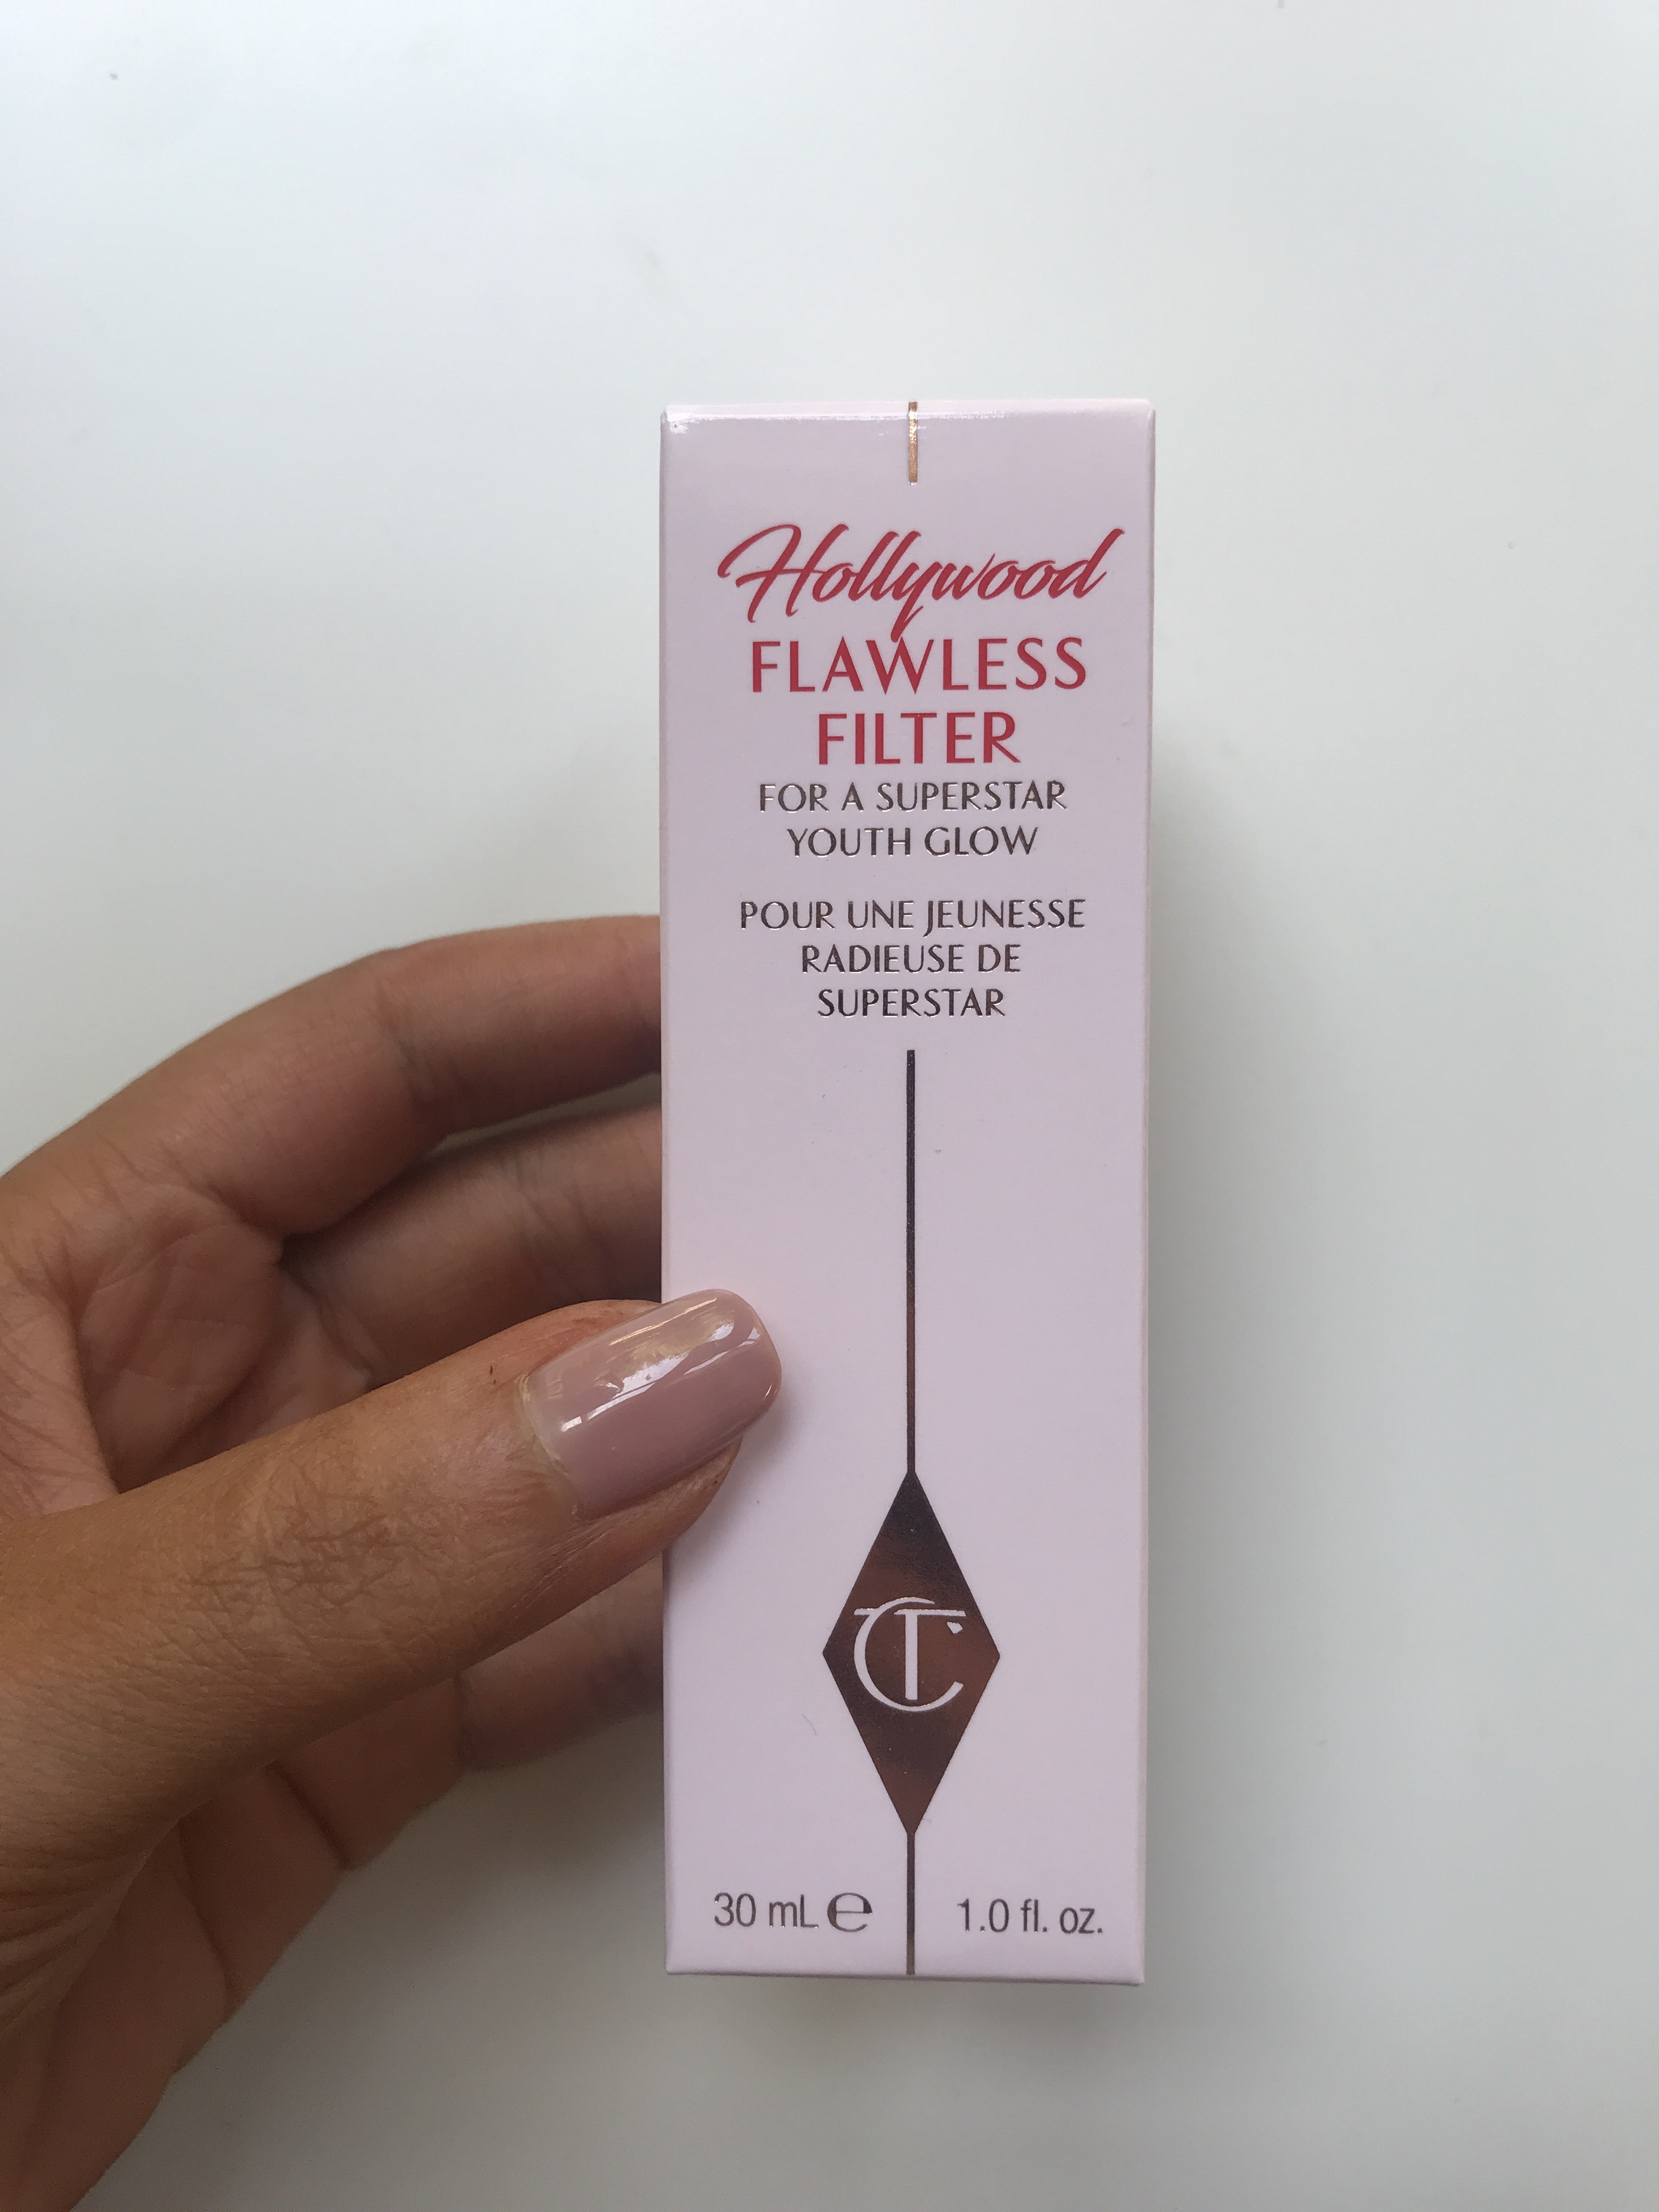 Hollywood
FLAWLESS
FILTER
FOR A SUPERSTAR
YOUTH GLOW
POUR UNE JEUNESSE
RADIEUSE DE
SUPERSTAR
CT
30 mL ℮ 1.0 fl. oz.